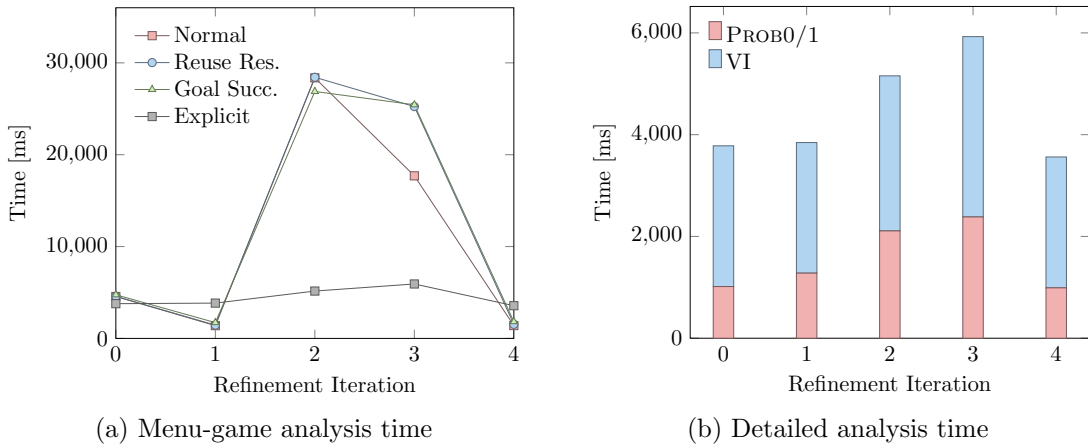 Time [ms]
30,000
20,000
10,000
0
Normal
Reuse Res.
Goal Succ.
Explicit
0 1 2 3 4
Refinement Iteration
(a) Menu-game analysis time
Time [ms]
6,000
4,000
2,000
0
PROB0/1
VI
0 1 2 3 4
Refinement Iteration
(b) Detailed analysis time